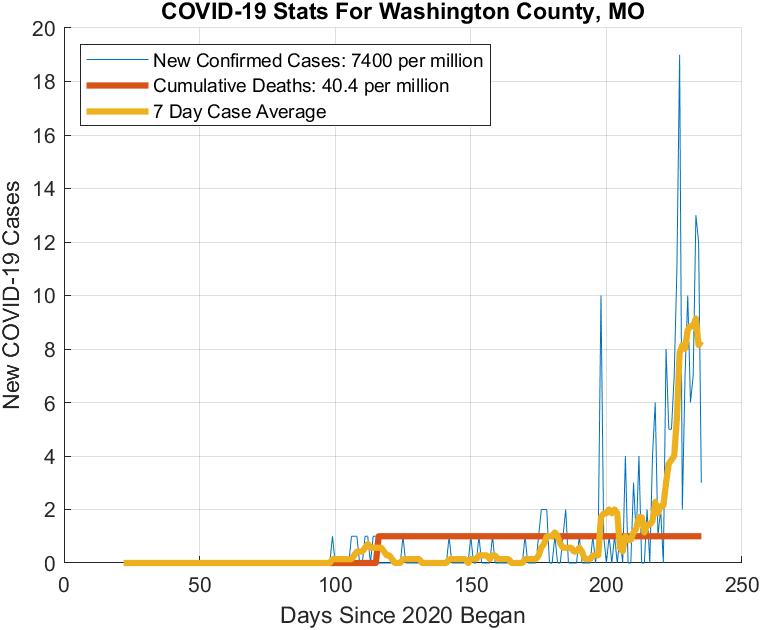 COVID-19 Stats For Washington County, MO
New Confirmed Cases: 7400 per million
Cumulative Deaths: 40.4 per million
7 Day Case Average
New COVID-19 Cases
20
18
16
14
12
10
8
6
4
2
0
0 50 100 150 200 250
Days Since 2020 Began